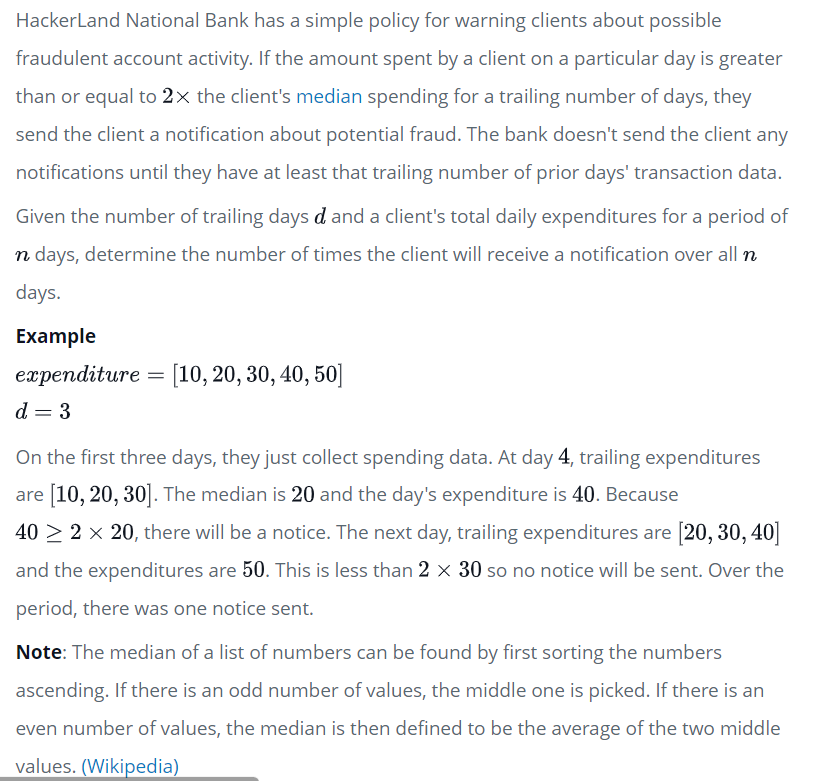 HackerLand National Bank has a simple policy for warning clients about possible
fraudulent account activity. If the amount spent by a client on a particular day is greater
than or equal to 2× the client's median spending for a trailing number of days, they
send the client a notification about potential fraud. The bank doesn't send the client any
notifications until they have at least that trailing number of prior days' transaction data.
Given the number of trailing days d and a client's total daily expenditures for a period of
n days, determine the number of times the client will receive a notification over all n
days.
Example
expenditure = [10, 20, 30, 40, 50]
d = 3
On the first three days, they just collect spending data. At day 4, trailing expenditures
are [10, 20, 30]. The median is 20 and the day's expenditure is 40. Because
40 ≥ 2 × 20, there will be a notice. The next day, trailing expenditures are [20, 30, 40]
and the expenditures are 50. This is less than 2 × 30 so no notice will be sent. Over the
period, there was one notice sent.
Note: The median of a list of numbers can be found by first sorting the numbers
ascending. If there is an odd number of values, the middle one is picked. If there is an
even number of values, the median is then defined to be the average of the two middle
values. (Wikipedia)